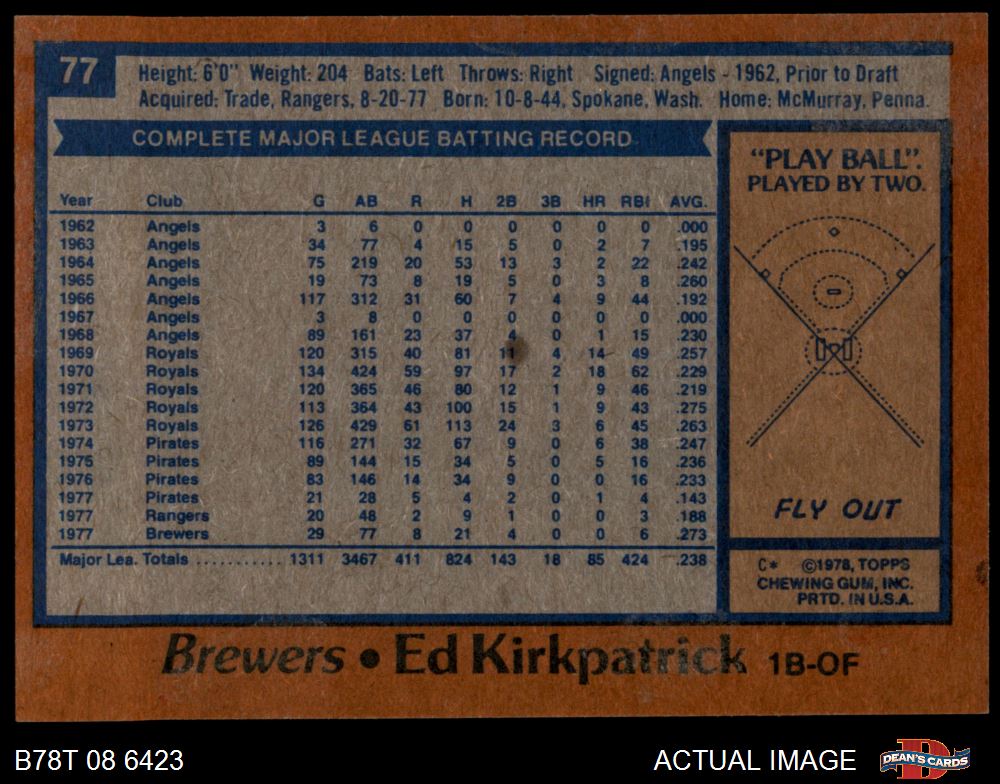 77
Height: 6'0" Weight: 204 Bats: Left Throws: Right Signed: Angels - 1962, Prior to Draft
Acquired: Trade, Rangers, 8-20-77 Born: 10-8-44, Spokane, Wash. Home: McMurray, Penna.
COMPLETE MAJOR LEAGUE BATTING RECORD
Year Club G AB R H 2B 3B HR RBI AVG.
1962 Angels 3 6 0 0 0 0 0 0 .000
1963 Angels 34 77 4 15 5 0 2 7 .195
1964 Angels 75 219 20 53 13 3 2 22 .242
1965 Angels 19 73 8 19 5 0 3 8 .260
1966 Angels 117 312 31 60 7 4 9 44 .192
1967 Angels 3 8 0 0 0 0 0 0 .000
1968 Angels 89 161 23 37 4 0 1 15 .230
1969 Royals 120 315 40 81 11 4 14 49 .257
1970 Royals 134 424 59 97 17 2 18 62 .229
1971 Royals 120 365 46 80 12 1 9 46 .219
1972 Royals 113 364 43 100 15 1 9 43 .275
1973 Royals 126 429 61 113 24 3 6 45 .263
1974 Pirates 116 271 32 67 9 0 6 38 .247
1975 Pirates 89 144 15 34 5 0 5 16 .236
1976 Pirates 83 146 14 34 9 0 0 16 .233
1977 Pirates 21 28 5 4 2 0 1 4 .143
1977 Rangers 20 48 2 9 1 0 0 3 .188
1977 Brewers 29 77 8 21 4 0 0 6 .273
Major Lea. Totals ........... 1311 3467 411 824 143 18 85 424 .238
"PLAY BALL".
PLAYED BY TWO.
FLY OUT
C* ©1978, TOPPS
CHEWING GUM, INC.
PRTD. IN U.S.A.
Brewers • Ed Kirkpatrick 1B-OF
B78T 08 6423
ACTUAL IMAGE
DEAN'S CARDS